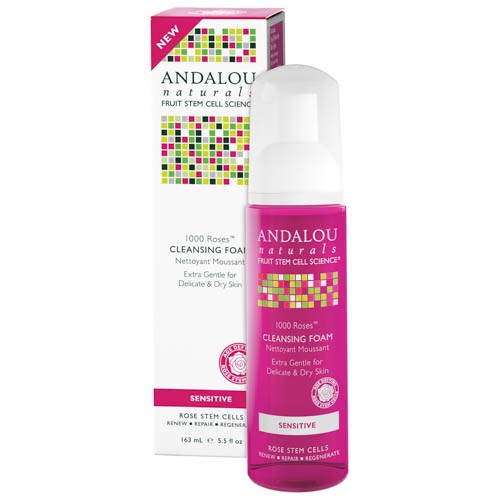 NEW
ANDALOU
naturals
FRUIT STEM CELL SCIENCE®
1000 Roses™
CLEANSING FOAM
Nettoyant Moussant
Extra Gentle for
Delicate & Dry Skin
SENSITIVE
ROSE STEM CELLS
RENEW ▪ REPAIR ▪ REGENERATE
163 mL ℮ 5.5 fl oz
ANDALOU
naturals
FRUIT STEM CELL SCIENCE®
1000 Roses™
CLEANSING FOAM
Nettoyant Moussant
Extra Gentle for
Delicate & Dry Skin
SENSITIVE
ROSE STEM CELLS
RENEW ▪ REPAIR ▪ REGENERATE